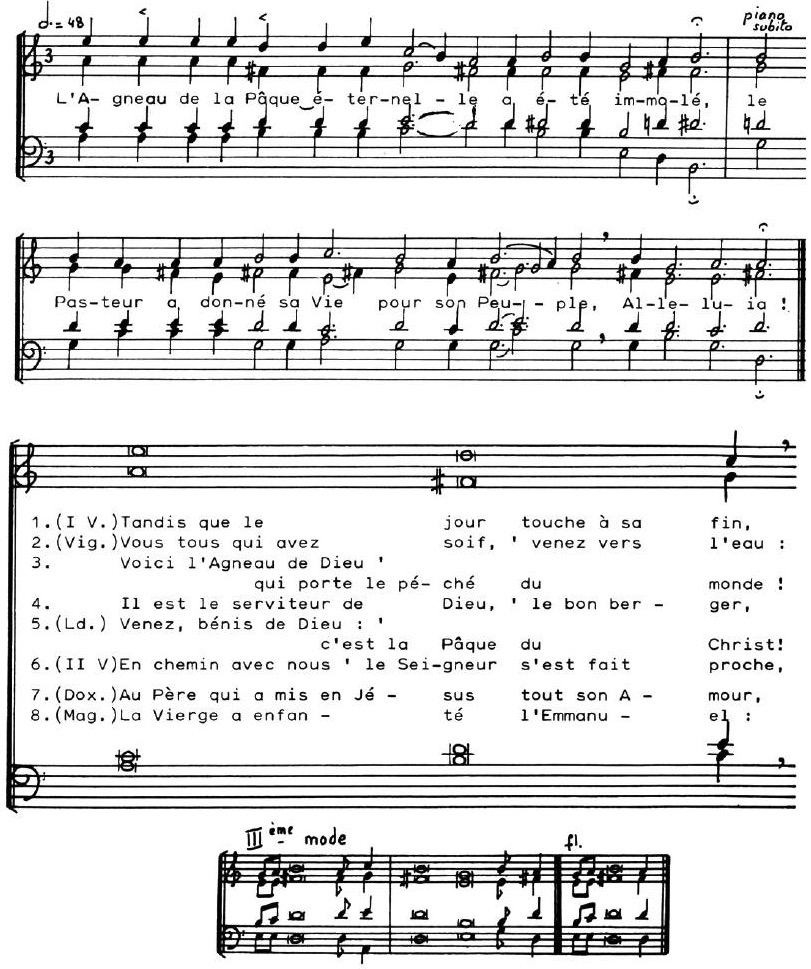 𝅗𝅥. = 48
piano
subito
L'A- gneau de la Pâque é- ter-nel - le a é-té im-mo-lé, le
Pas-teur a don-né sa Vie pour son Peu- - ple, Al-le-lu-ia !
1.(I V.)Tandis que le jour touche à sa fin,
2.(Vig.)Vous tous qui avez soif, ' venez vers l'eau :
3. Voici l'Agneau de Dieu '
qui porte le pé- ché du monde !
4. Il est le serviteur de Dieu, ' le bon ber - ger,
5.(Ld.) Venez, bénis de Dieu : '
c'est la Pâque du Christ!
6.(II V)En chemin avec nous ' le Sei-gneur s'est fait proche,
7.(Dox.)Au Père qui a mis en Jé - sus tout son A - mour,
8.(Mag.)La Vierge a enfan - té l'Emmanu - el :
III ème mode fl.